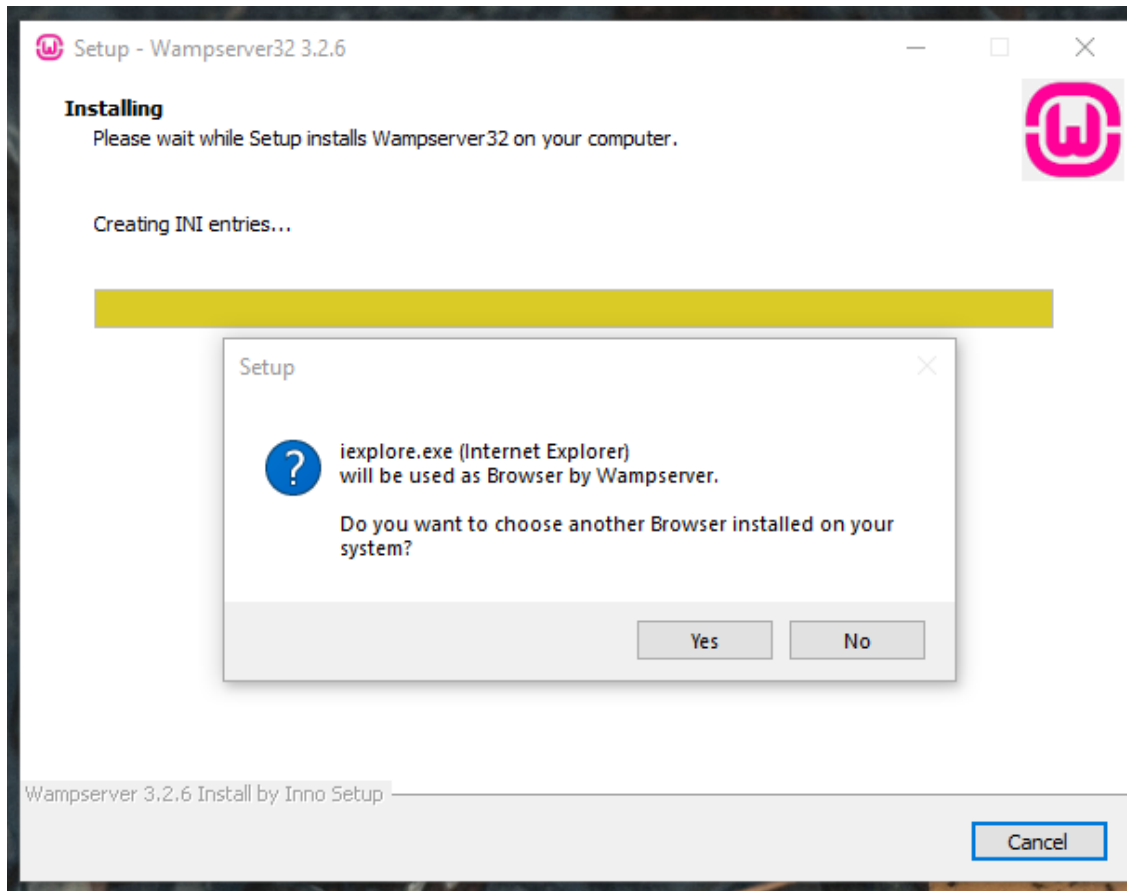 Setup - Wampserver32 3.2.6
Installing
Please wait while Setup installs Wampserver32 on your computer.
Creating INI entries...
Setup
iexplore.exe (Internet Explorer)
will be used as Browser by Wampserver.
Do you want to choose another Browser installed on your
system?
Yes No
Wampserver 3.2.6 Install by Inno Setup
Cancel